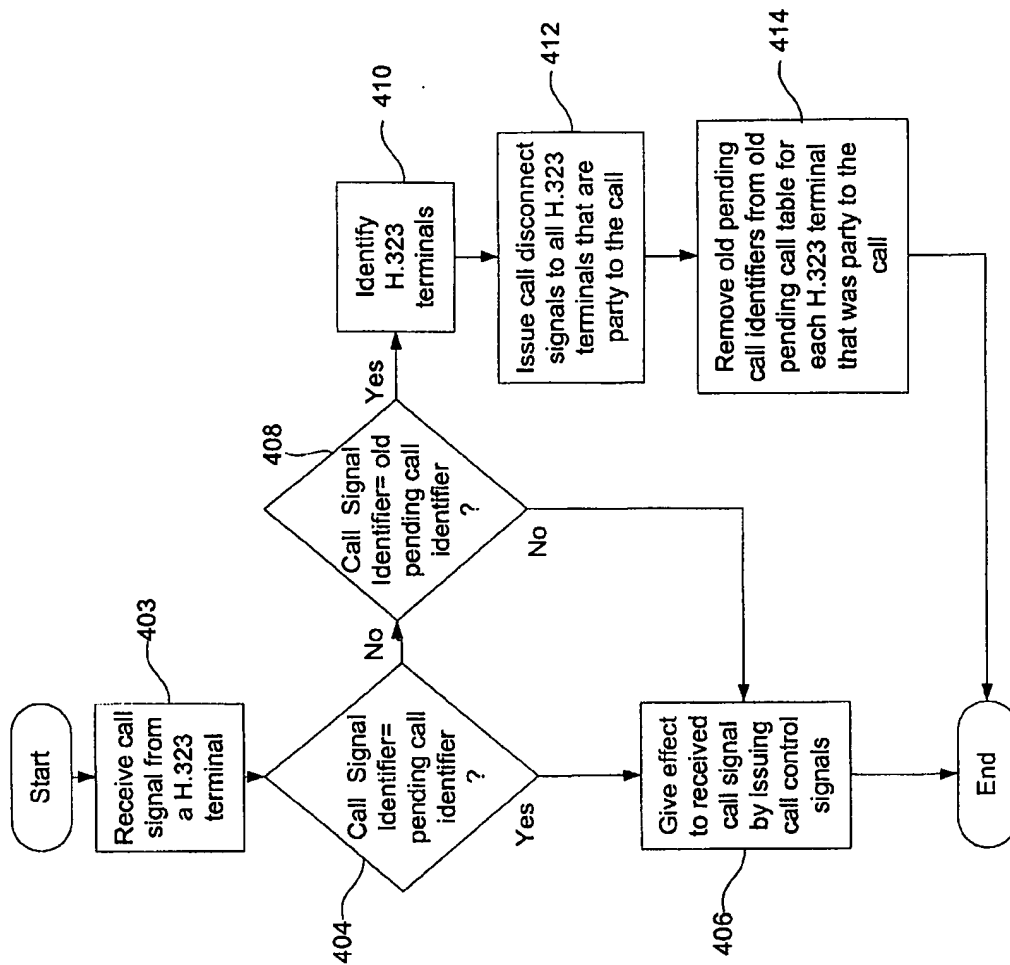 Start
403
Receive call
signal from
a H.323
terminal
404
Call Signal
Identifier=
pending call
identifier
?
No
Yes
408
Call Signal
Identifier= old
pending call
identifier
?
Yes
No
410
Identify
H.323
terminals
412
Issue call disconnect
signals to all H.323
terminals that are
party to the call
414
Remove old pending
call identifiers from old
pending call table for
each H.323 terminal
that was party to the
call
406
Give effect
to received
call signal
by Issuing
call control
signals
End